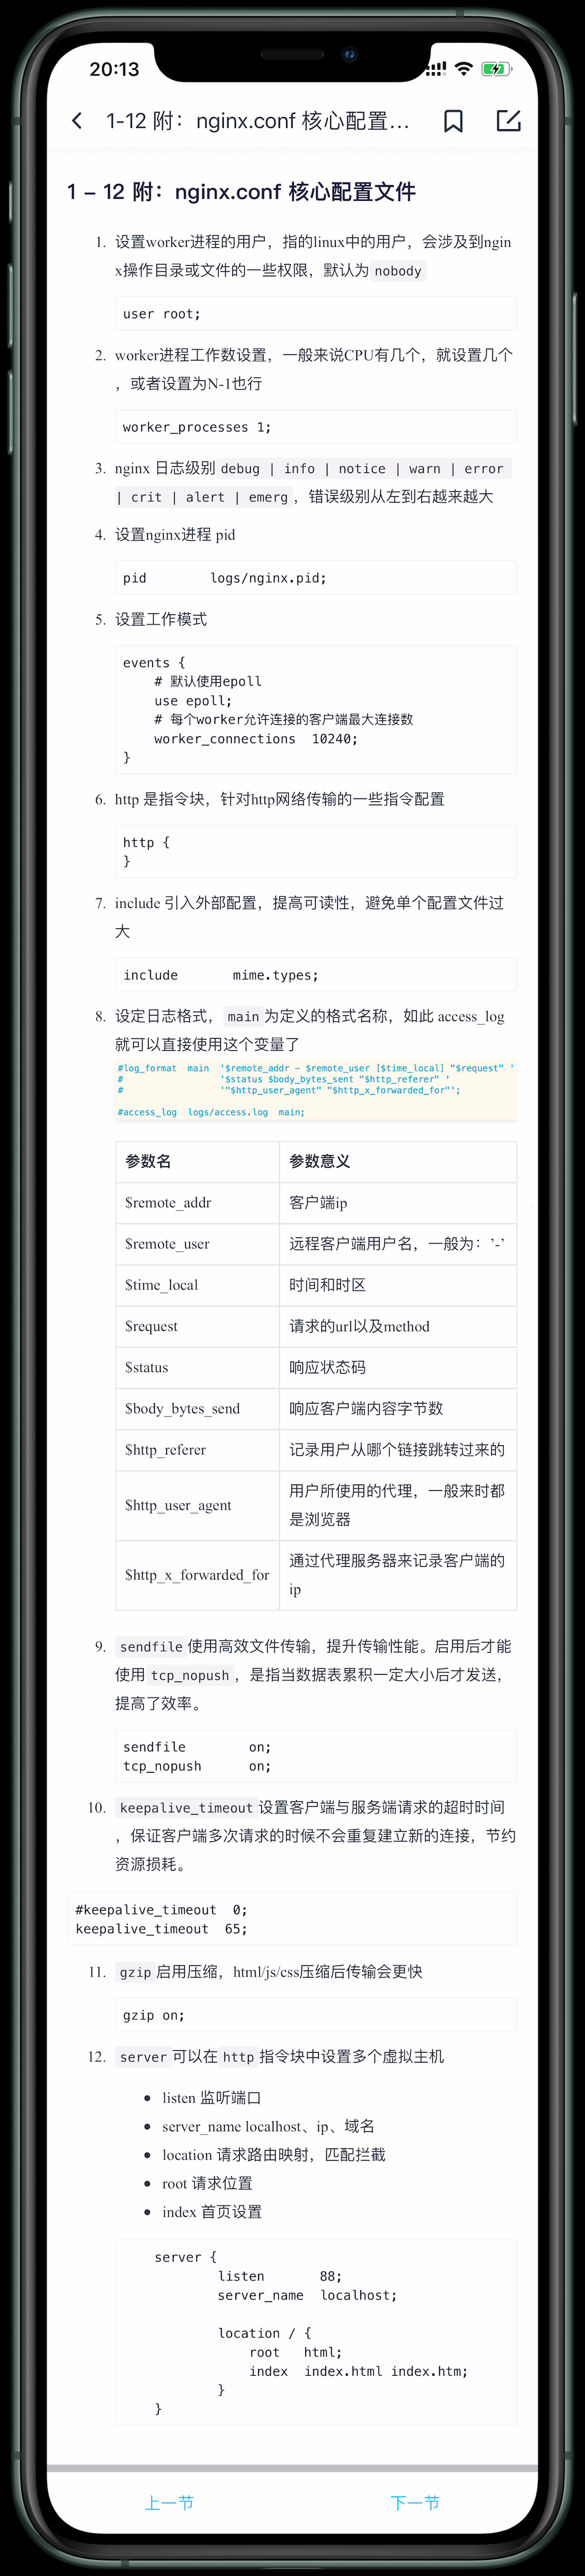 20:13
1-12 附：nginx.conf 核心配置...
1 – 12 附：nginx.conf 核心配置文件
1. 设置worker进程的用户，指的linux中的用户，会涉及到ngin
x操作目录或文件的一些权限，默认为 nobody
user root;
2. worker进程工作数设置，一般来说CPU有几个，就设置几个
，或者设置为N-1也行
worker_processes 1;
3. nginx 日志级别 debug | info | notice | warn | error
| crit | alert | emerg ，错误级别从左到右越来越大
4. 设置nginx进程 pid
pid        logs/nginx.pid;
5. 设置工作模式
events {
    # 默认使用epoll
    use epoll;
    # 每个worker允许连接的客户端最大连接数
    worker_connections  10240;
}
6. http 是指令块，针对http网络传输的一些指令配置
http {
}
7. include 引入外部配置，提高可读性，避免单个配置文件过
大
include       mime.types;
8. 设定日志格式， main 为定义的格式名称，如此 access_log
就可以直接使用这个变量了
#log_format  main  '$remote_addr – $remote_user [$time_local] "$request" '
#                  '$status $body_bytes_sent "$http_referer" '
#                  '"$http_user_agent" "$http_x_forwarded_for"';
#access_log  logs/access.log  main;
参数名 参数意义
$remote_addr 客户端ip
$remote_user 远程客户端用户名，一般为：’-’
$time_local 时间和时区
$request 请求的url以及method
$status 响应状态码
$body_bytes_send 响应客户端内容字节数
$http_referer 记录用户从哪个链接跳转过来的
$http_user_agent 用户所使用的代理，一般来时都
是浏览器
$http_x_forwarded_for 通过代理服务器来记录客户端的
ip
9. sendfile 使用高效文件传输，提升传输性能。启用后才能
使用 tcp_nopush ，是指当数据表累积一定大小后才发送，
提高了效率。
sendfile        on;
tcp_nopush      on;
10. keepalive_timeout 设置客户端与服务端请求的超时时间
，保证客户端多次请求的时候不会重复建立新的连接，节约
资源损耗。
#keepalive_timeout  0;
keepalive_timeout  65;
11. gzip 启用压缩，html/js/css压缩后传输会更快
gzip on;
12. server 可以在 http 指令块中设置多个虚拟主机
• listen 监听端口
• server_name localhost、ip、域名
• location 请求路由映射，匹配拦截
• root 请求位置
• index 首页设置
server {
        listen       88;
        server_name  localhost;
        location / {
            root   html;
            index  index.html index.htm;
        }
}
上一节 下一节